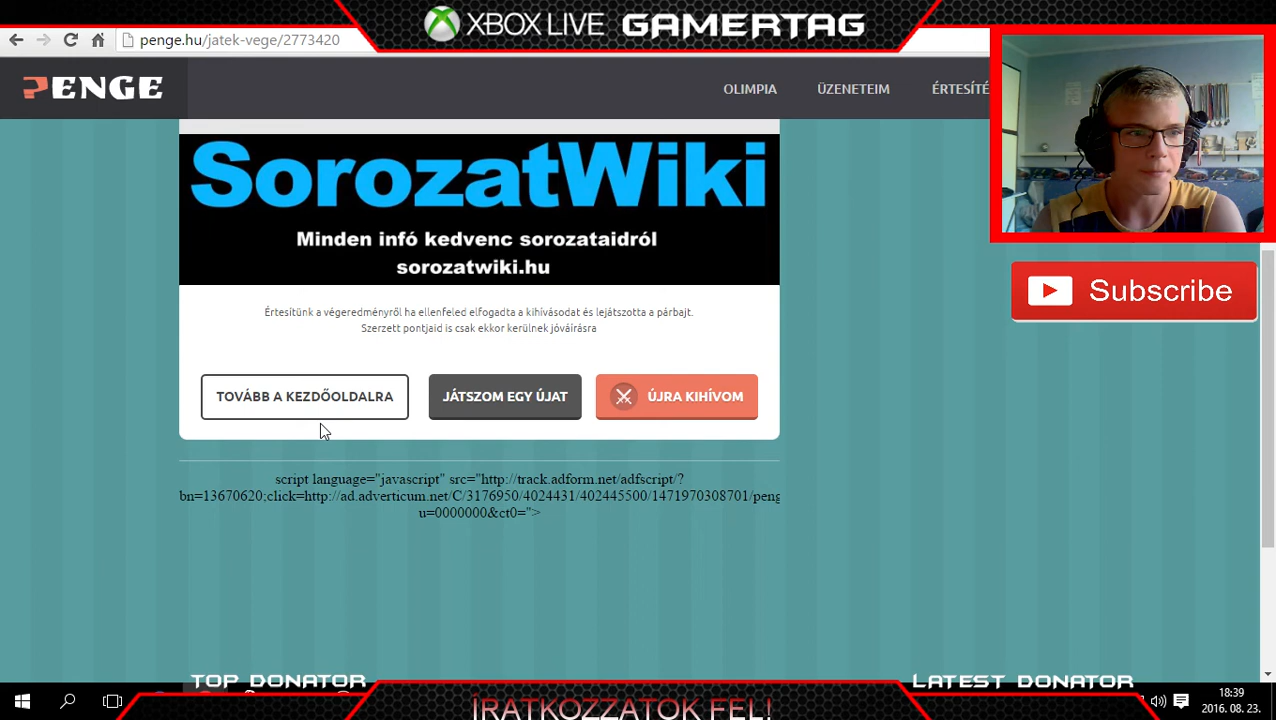 XBOX LIVE GAMERTAG
penge.hu/jatek-vege/2773420
PENGE
OLIMPIA ÜZENETEIM ÉRTESÍTÉ
SorozatWiki
Minden infó kedvenc sorozataidról
sorozatwiki.hu
Subscribe
Értesítünk a végeredményről ha ellenfeled elfogadta a kihívásodat és lejátszotta a párbajt.
Szerzett pontjaid is csak ekkor kerülnek jóváírásra
TOVÁBB A KEZDŐOLDALRA JÁTSZOM EGY ÚJAT ÚJRA KIHÍVOM
script language="javascript" src="http://track.adform.net/adfscript/?
bn=13670620;click=http://ad.adverticum.net/C/3176950/4024431/402445500/1471970308701/peng
u=0000000&ct0=">
TOP DONATOR LATEST DONATOR
İRATKOZZATOK FEL!
18:39
2016. 08. 23.